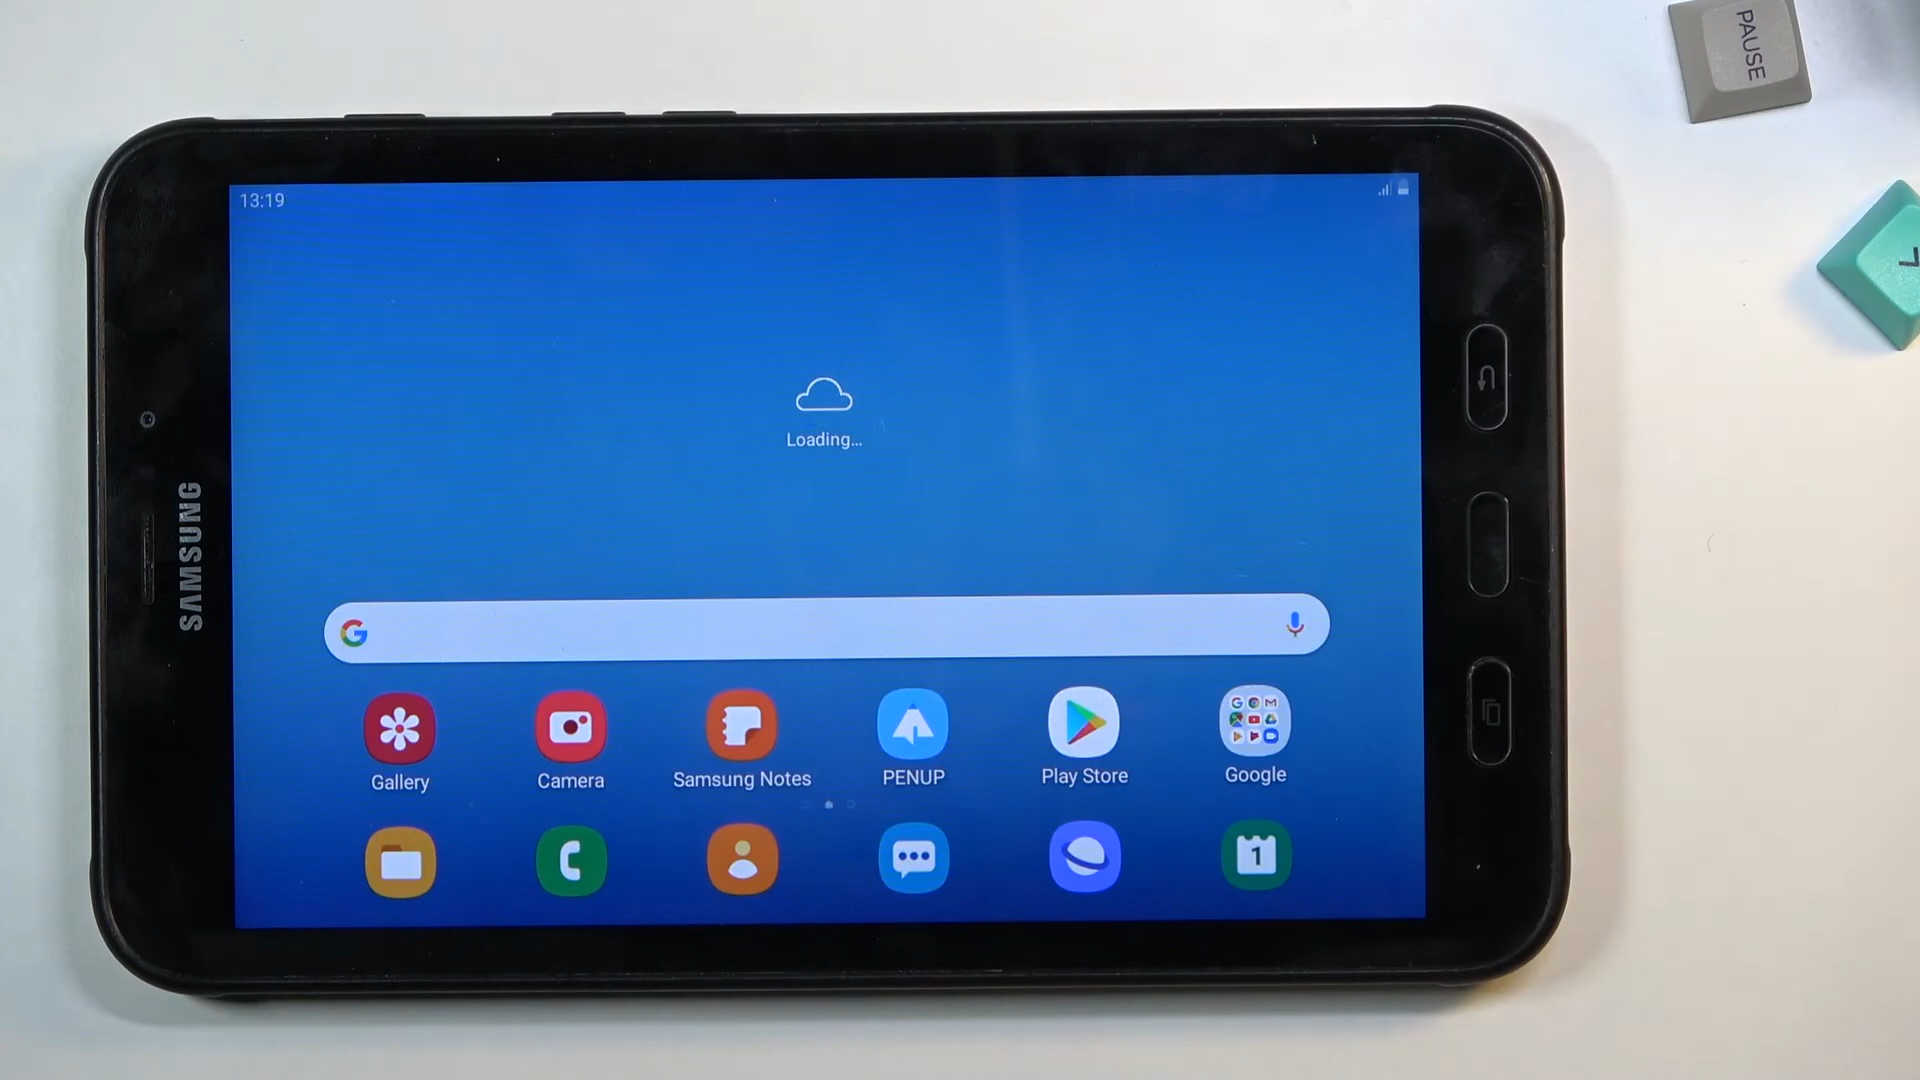 PAUSE
13:19
Loading...
SAMSUNG
G
Gallery
Camera
Samsung Notes
PENUP
Play Store
Google
1